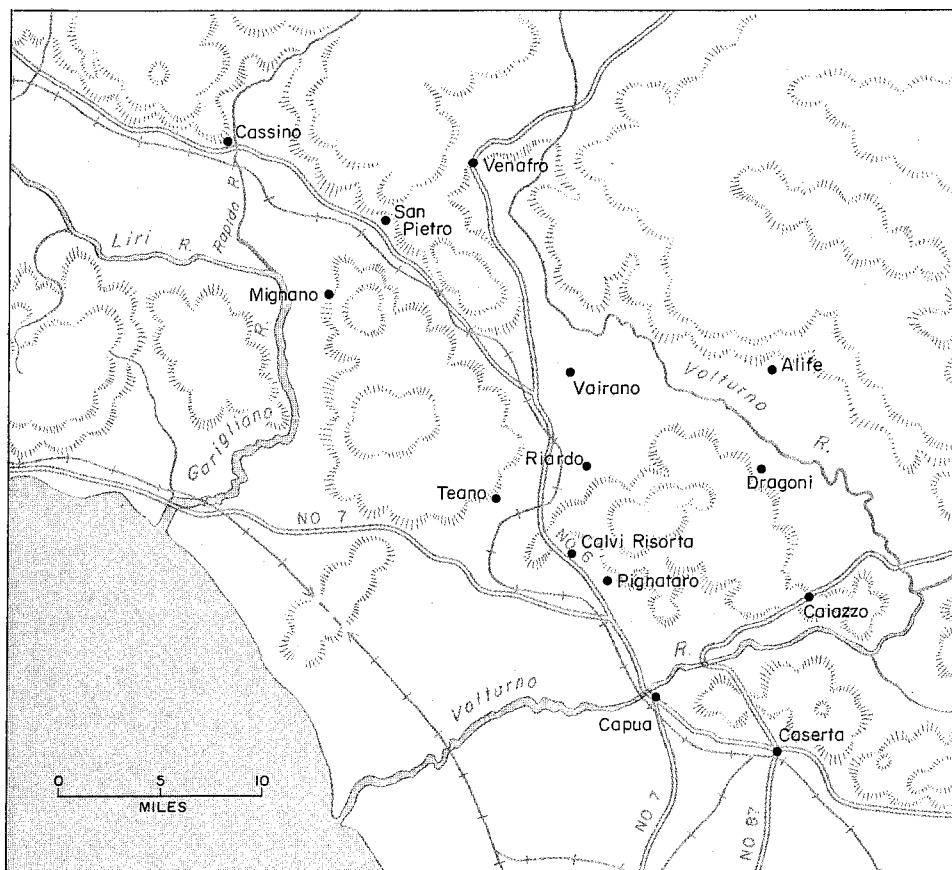 Cassino
Venafro
San
Pietro
Rapido R.
Liri R.
Mignano
R.
Garigliano
Alife
Volturno
R.
Vairano
Riardo
Dragoni
Teano
NO 7
NO. 6
Calvi Risorta
Pignataro
Caiazzo
R.
Volturno
Capua
Caserta
0 5 10
MILES
NO 7
NO 87